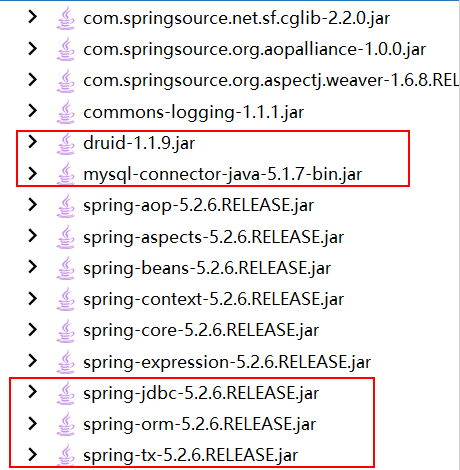 com.springsource.net.sf.cglib-2.2.0.jar
com.springsource.org.aopalliance-1.0.0.jar
com.springsource.org.aspectj.weaver-1.6.8.REL
commons-logging-1.1.1.jar
druid-1.1.9.jar
mysql-connector-java-5.1.7-bin.jar
spring-aop-5.2.6.RELEASE.jar
spring-aspects-5.2.6.RELEASE.jar
spring-beans-5.2.6.RELEASE.jar
spring-context-5.2.6.RELEASE.jar
spring-core-5.2.6.RELEASE.jar
spring-expression-5.2.6.RELEASE.jar
spring-jdbc-5.2.6.RELEASE.jar
spring-orm-5.2.6.RELEASE.jar
spring-tx-5.2.6.RELEASE.jar